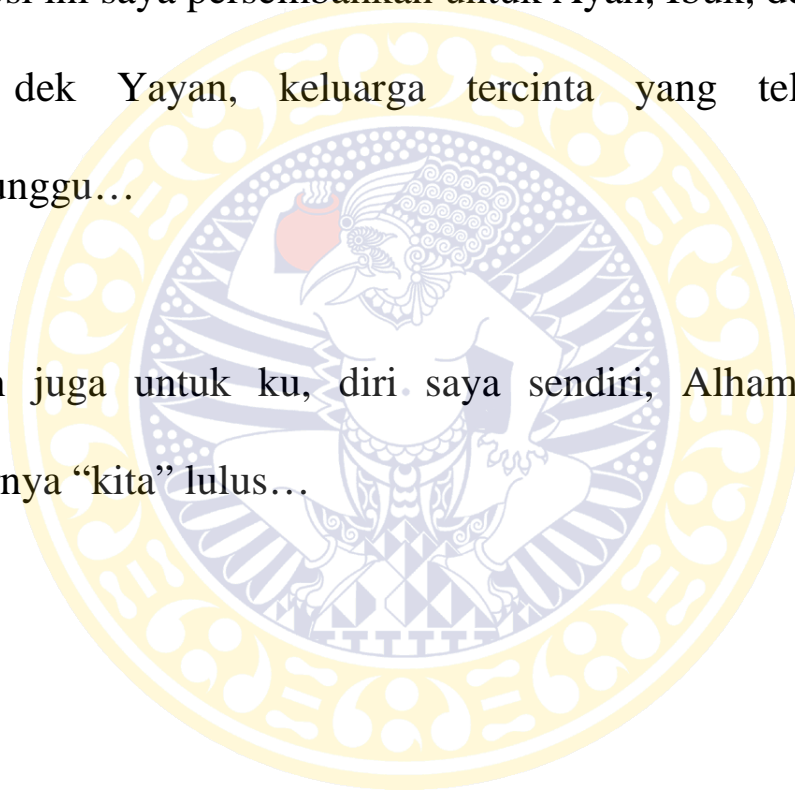 si ini saya persembahkan untuk Ayah, Ibuk, d
dek Yayan, keluarga tercinta yang tel
unggu…
juga untuk ku, diri saya sendiri, Alham
nya “kita” lulus…